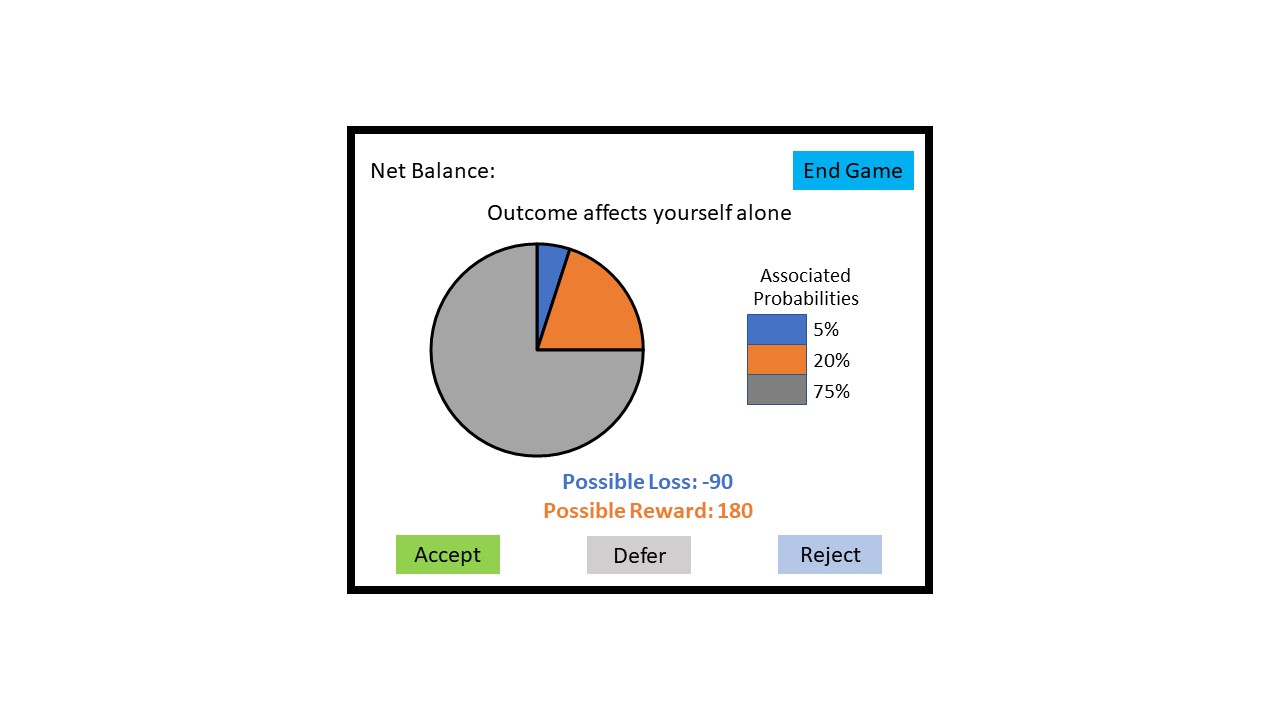 Net Balance:
End Game
Outcome affects yourself alone
Associated
Probabilities
5%
20%
75%
Possible Loss: -90
Possible Reward: 180
Accept
Defer
Reject